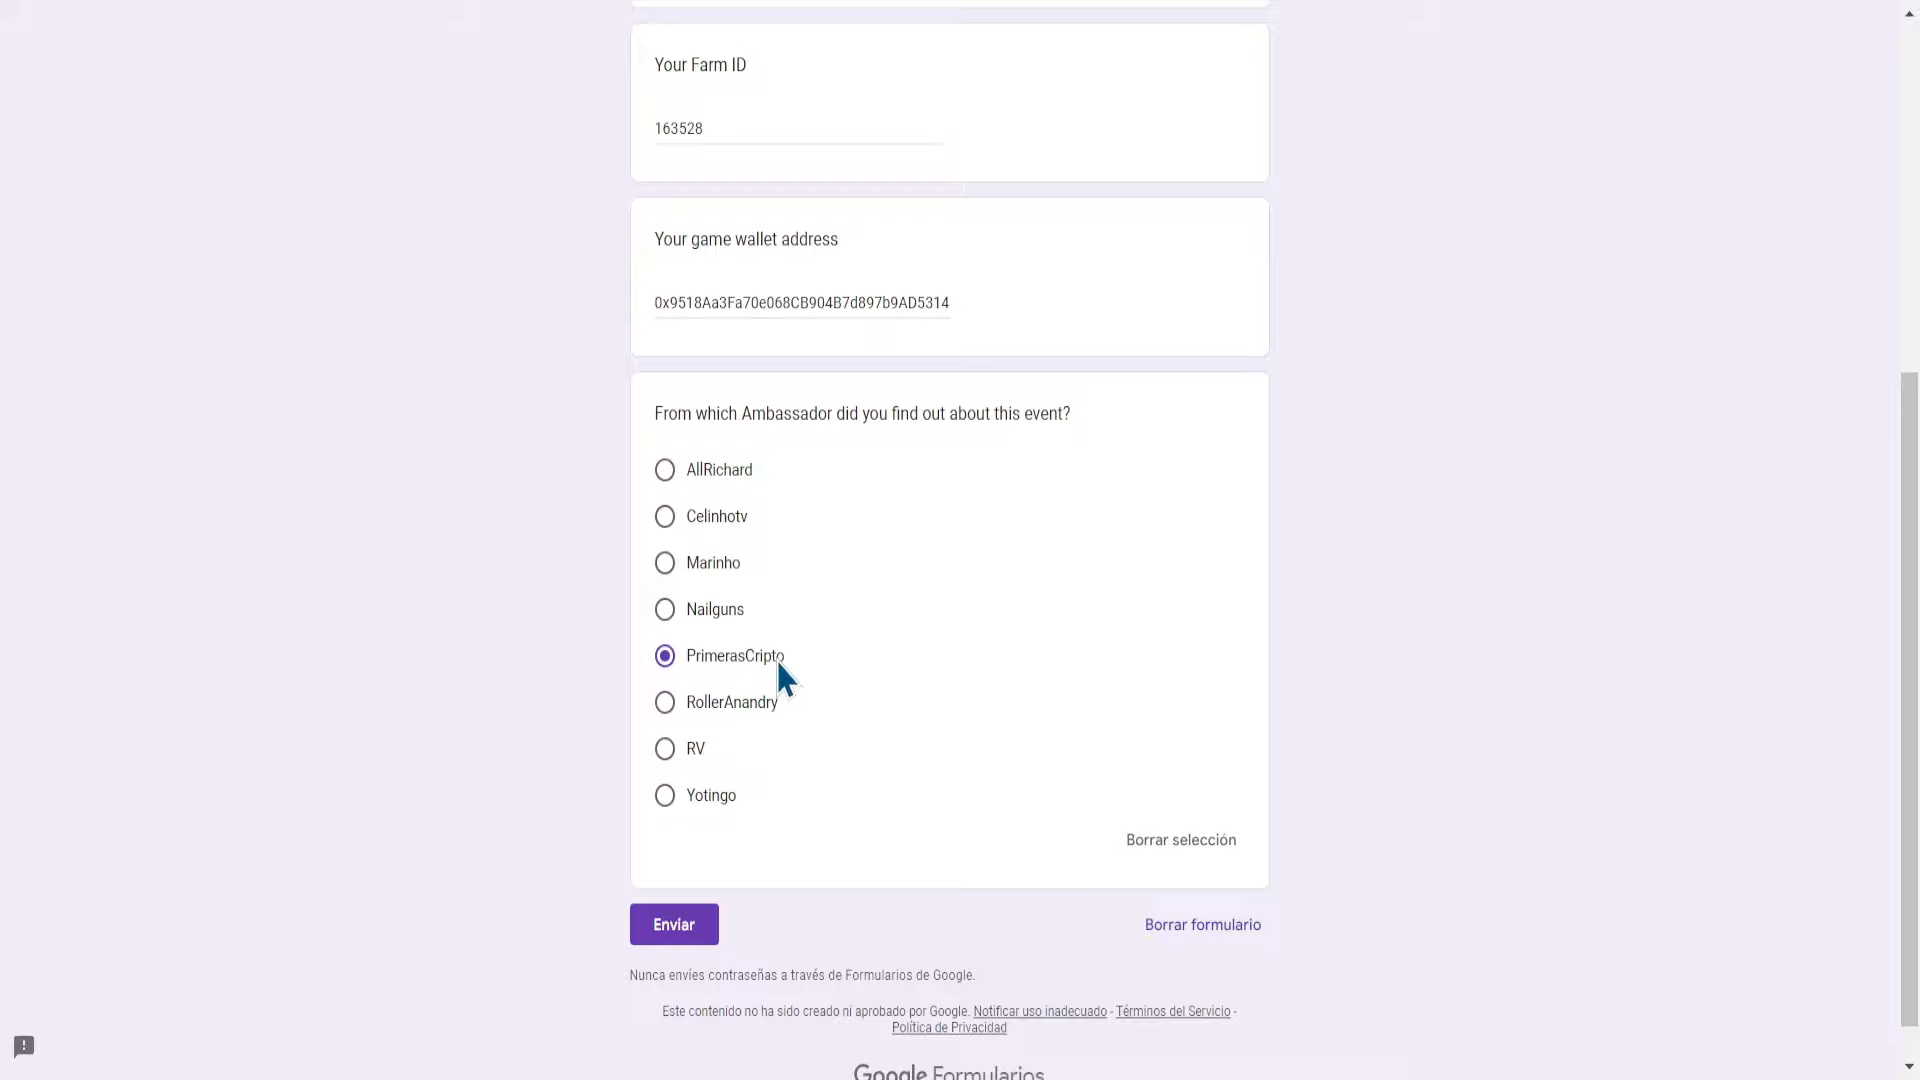 Your Farm ID
163528
Your game wallet address
0x9518Aa3Fa70e068CB904B7d897b9AD5314
From which Ambassador did you find out about this event?
AllRichard
Celinhotv
Marinho
Nailguns
PrimerasCripto
RollerAnandry
RV
Yotingo
Borrar selección
Enviar
Borrar formulario
Nunca envíes contraseñas a través de Formularios de Google.
Este contenido no ha sido creado ni aprobado por Google. Notificar uso inadecuado - Términos del Servicio -
Política de Privacidad
Google Formularios